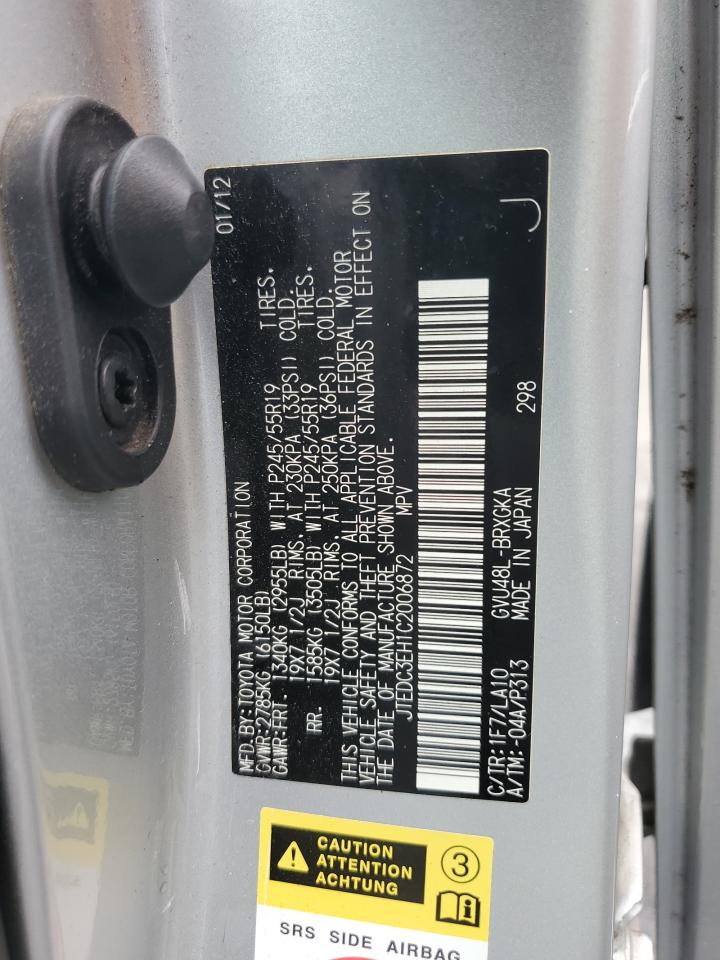 MFD.BY:TOYOTA MOTOR CORPORATION 01/12
GVWR:2785KG (6150LB)
GAWR:FRT. 1340KG (2955LB) WITH P245/55R19 TIRES.
19X7 1/2J RIMS, AT 230KPA (33PSI) COLD.
RR. 1585KG (3505LB) WITH P245/55R19 TIRES.
19X7 1/2J RIMS, AT 250KPA (36PSI) COLD.
THIS VEHICLE CONFORMS TO ALL APPLICABLE FEDERAL MOTOR
VEHICLE SAFETY AND THEFT PREVENTION STANDARDS IN EFFECT ON
THE DATE OF MANUFACTURE SHOWN ABOVE.
JTEDC3EH1C2006872 MPV
C/TR:1F7/LA10 GVU48L-BRXGKA 298
A/TM:-04A/P313 MADE IN JAPAN
J
CAUTION
ATTENTION
ACHTUNG
3
i
SRS SIDE AIRBAG